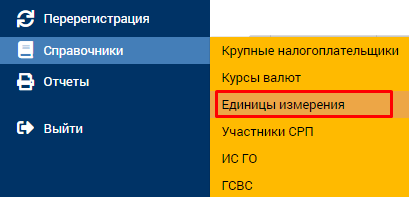 Перерегистрация
Справочники
Отчеты
Выйти
Крупные налогоплательщики
Курсы валют
Единицы измерения
Участники СРП
ИС ГО
ГСВС